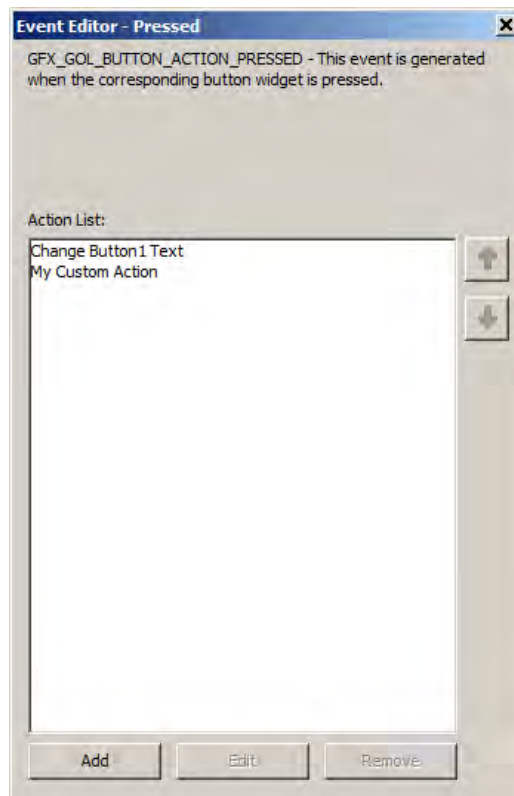 Event Editor - Pressed
GFX_GOL_BUTTON_ACTION_PRESSED - This event is generated
when the corresponding button widget is pressed.
Action List:
Change Button1 Text
My Custom Action
Add
Edit
Remove